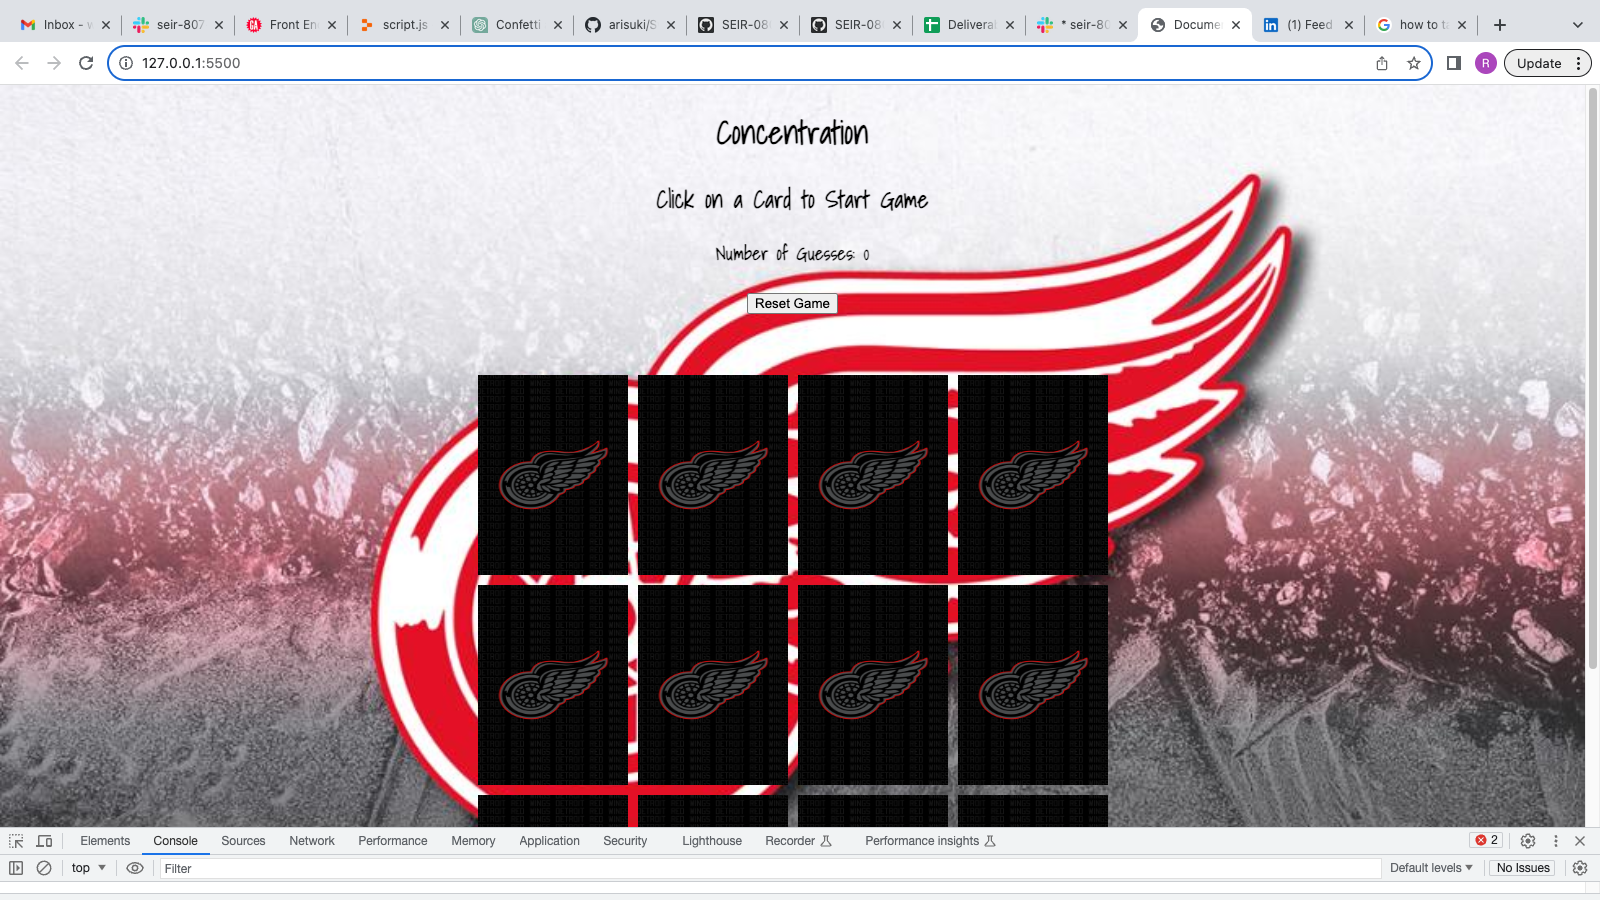 Inbox - w
seir-807
Front En
script.js
Confetti
arisuki/S
SEIR-08
SEIR-08
Delivera
* seir-80
Docume
(1) Feed
how to ta
127.0.0.1:5500
R
Update
Concentration
Click on a Card to Start Game
Number of Guesses: 0
Reset Game
Elements
Console
Sources
Network
Performance
Memory
Application
Security
Lighthouse
Recorder
Performance insights
2
top
Filter
Default levels
No Issues